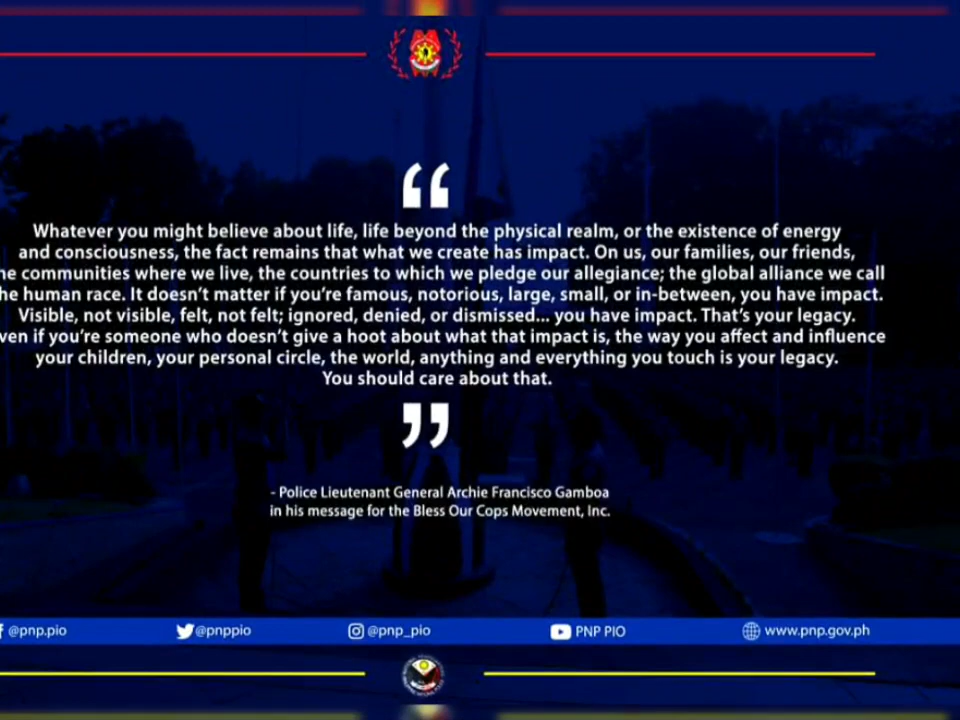 “
Whatever you might believe about life, life beyond the physical realm, or the existence of energy
and consciousness, the fact remains that what we create has impact. On us, our families, our friends,
he communities where we live, the countries to which we pledge our allegiance; the global alliance we call
he human race. It doesn’t matter if you’re famous, notorious, large, small, or in-between, you have impact.
Visible, not visible, felt, not felt; ignored, denied, or dismissed... you have impact. That’s your legacy.
ven if you’re someone who doesn’t give a hoot about what that impact is, the way you affect and influence
your children, your personal circle, the world, anything and everything you touch is your legacy.
You should care about that.
”
- Police Lieutenant General Archie Francisco Gamboa
in his message for the Bless Our Cops Movement, Inc.
@pnp.pio @pnppio @pnp_pio PNP PIO www.pnp.gov.ph